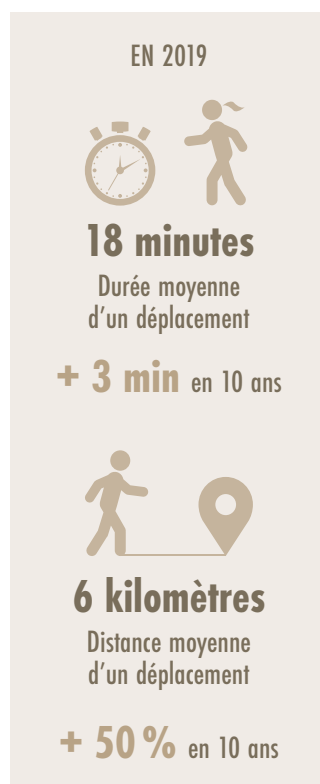 EN 2019
18 minutes
Durée moyenne
d’un déplacement
+ 3 min en 10 ans
6 kilomètres
Distance moyenne
d’un déplacement
+ 50 % en 10 ans